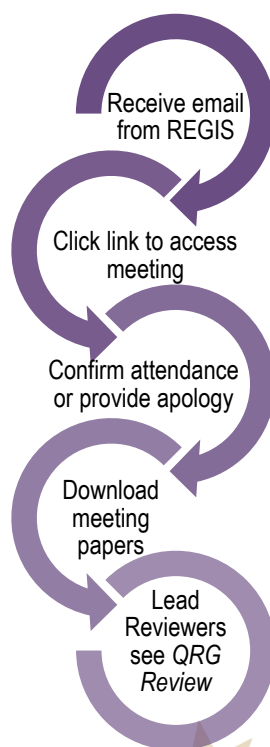 Receive email
from REGIS
Click link to access
meeting
Confirm attendance
or provide apology
Download
meeting
papers
Lead
Reviewers
see QRG
Review